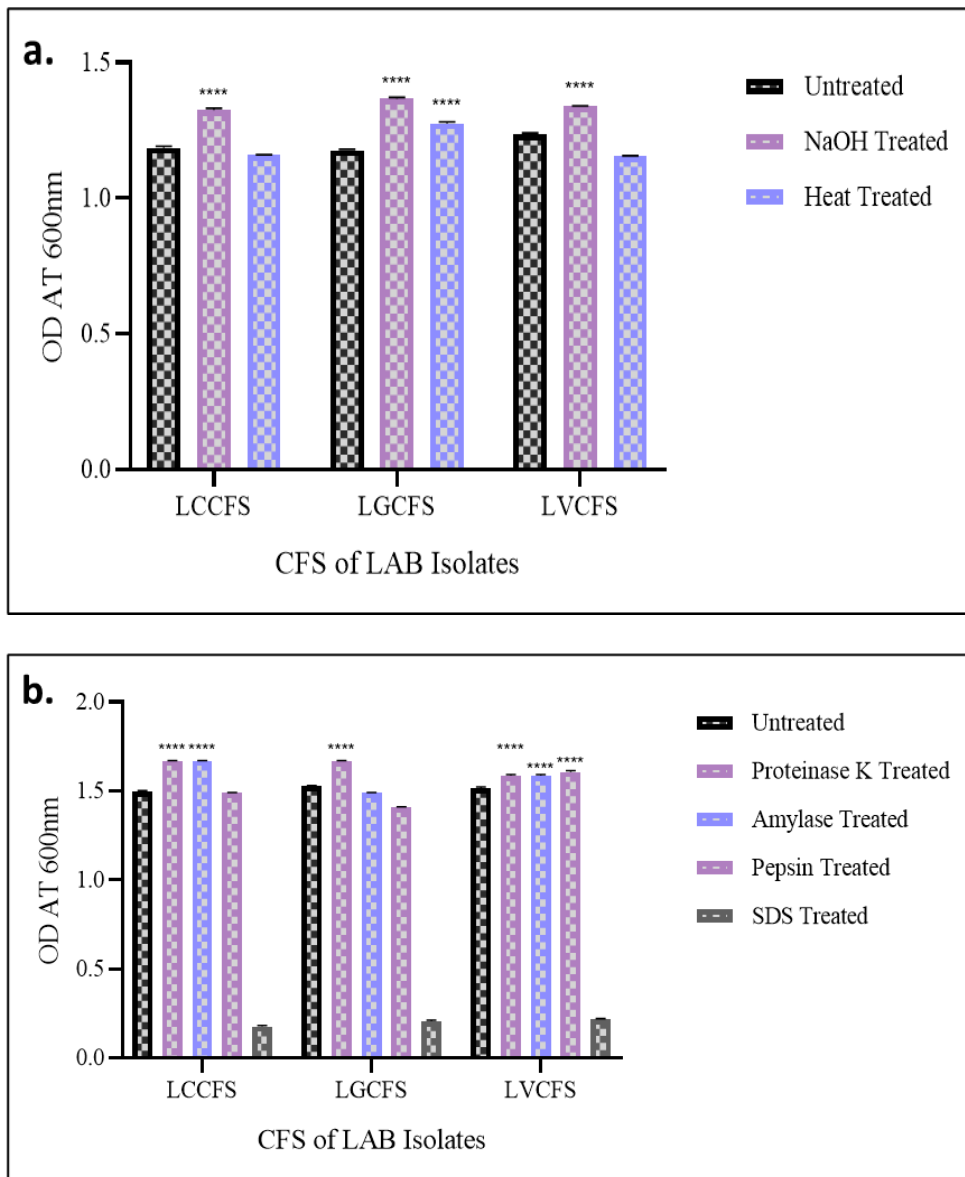 a.
1.5
1.0
0.5
0.0
OD AT 600nm
****
****
****
****
LCCFS
LGCFS
LVCFS
CFS of LAB Isolates
Untreated
NaOH Treated
Heat Treated
b.
2.0
1.5
1.0
0.5
0.0
OD AT 600nm
**** ****
****
****
****
****
LCCFS
LGCFS
LVCFS
CFS of LAB Isolates
Untreated
Proteinase K Treated
Amylase Treated
Pepsin Treated
SDS Treated